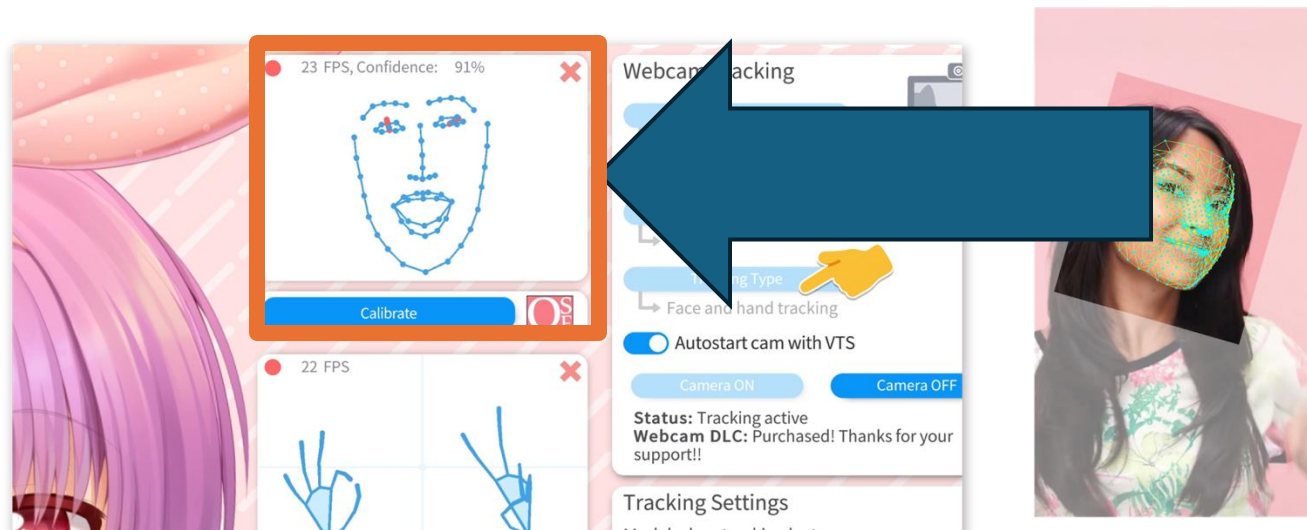 23 FPS, Confidence: 91%
Calibrate
22 FPS
Webcam
Type
Face and hand tracking
Autostart cam with VTS
Camera ON
Camera OFF
Status: Tracking active
Webcam DLC: Purchased! Thanks for your
support!!
Tracking Settings